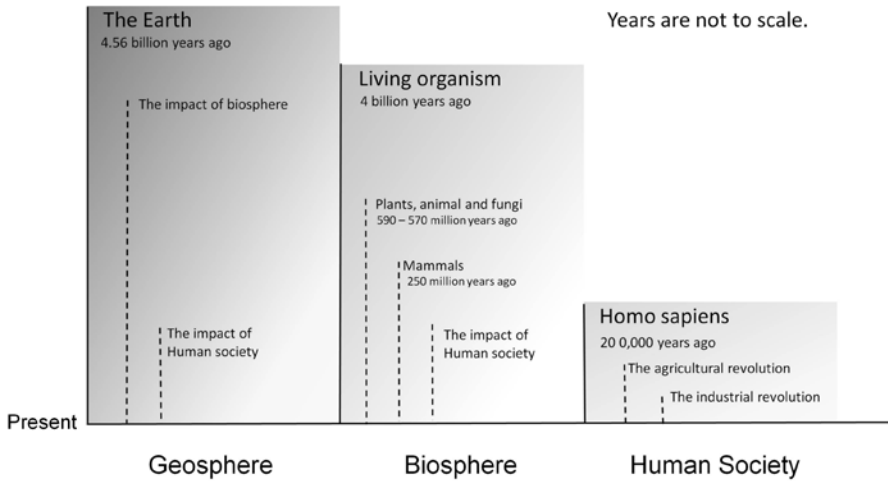 The Earth
4.56 billion years ago
The impact of biosphere
The impact of
Human society
Years are not to scale.
Living organism
4 billion years ago
Plants, animal and fungi
590 – 570 million years ago
Mammals
250 million years ago
The impact of
Human society
Homo sapiens
20 0,000 years ago
The agricultural revolution
The industrial revolution
Present
Geosphere
Biosphere
Human Society